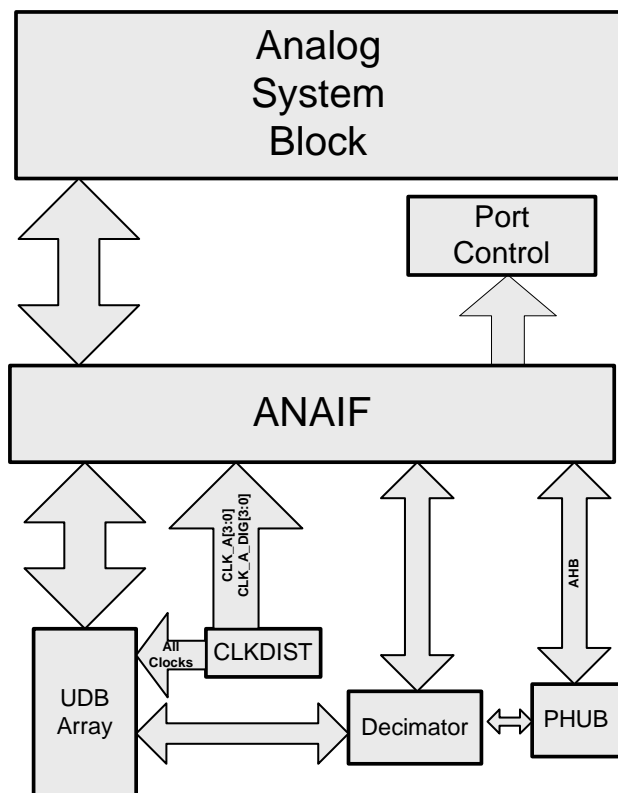 Analog
System
Block
Port
Control
ANAIF
CLK_A[3:0]
CLK_A_DIG[3:0]
AHB
All
Clocks
CLKDIST
UDB
Array
Decimator
PHUB